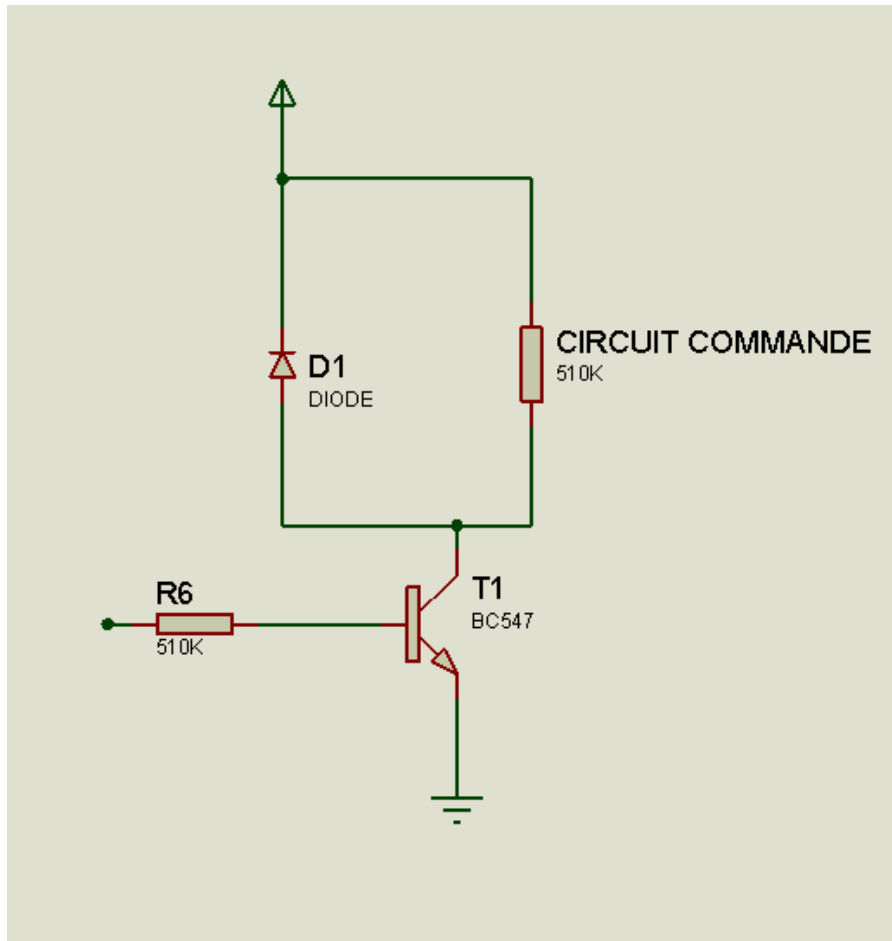 CIRCUIT COMMANDE
510K
D1
DIODE
R6
510K
T1
BC547